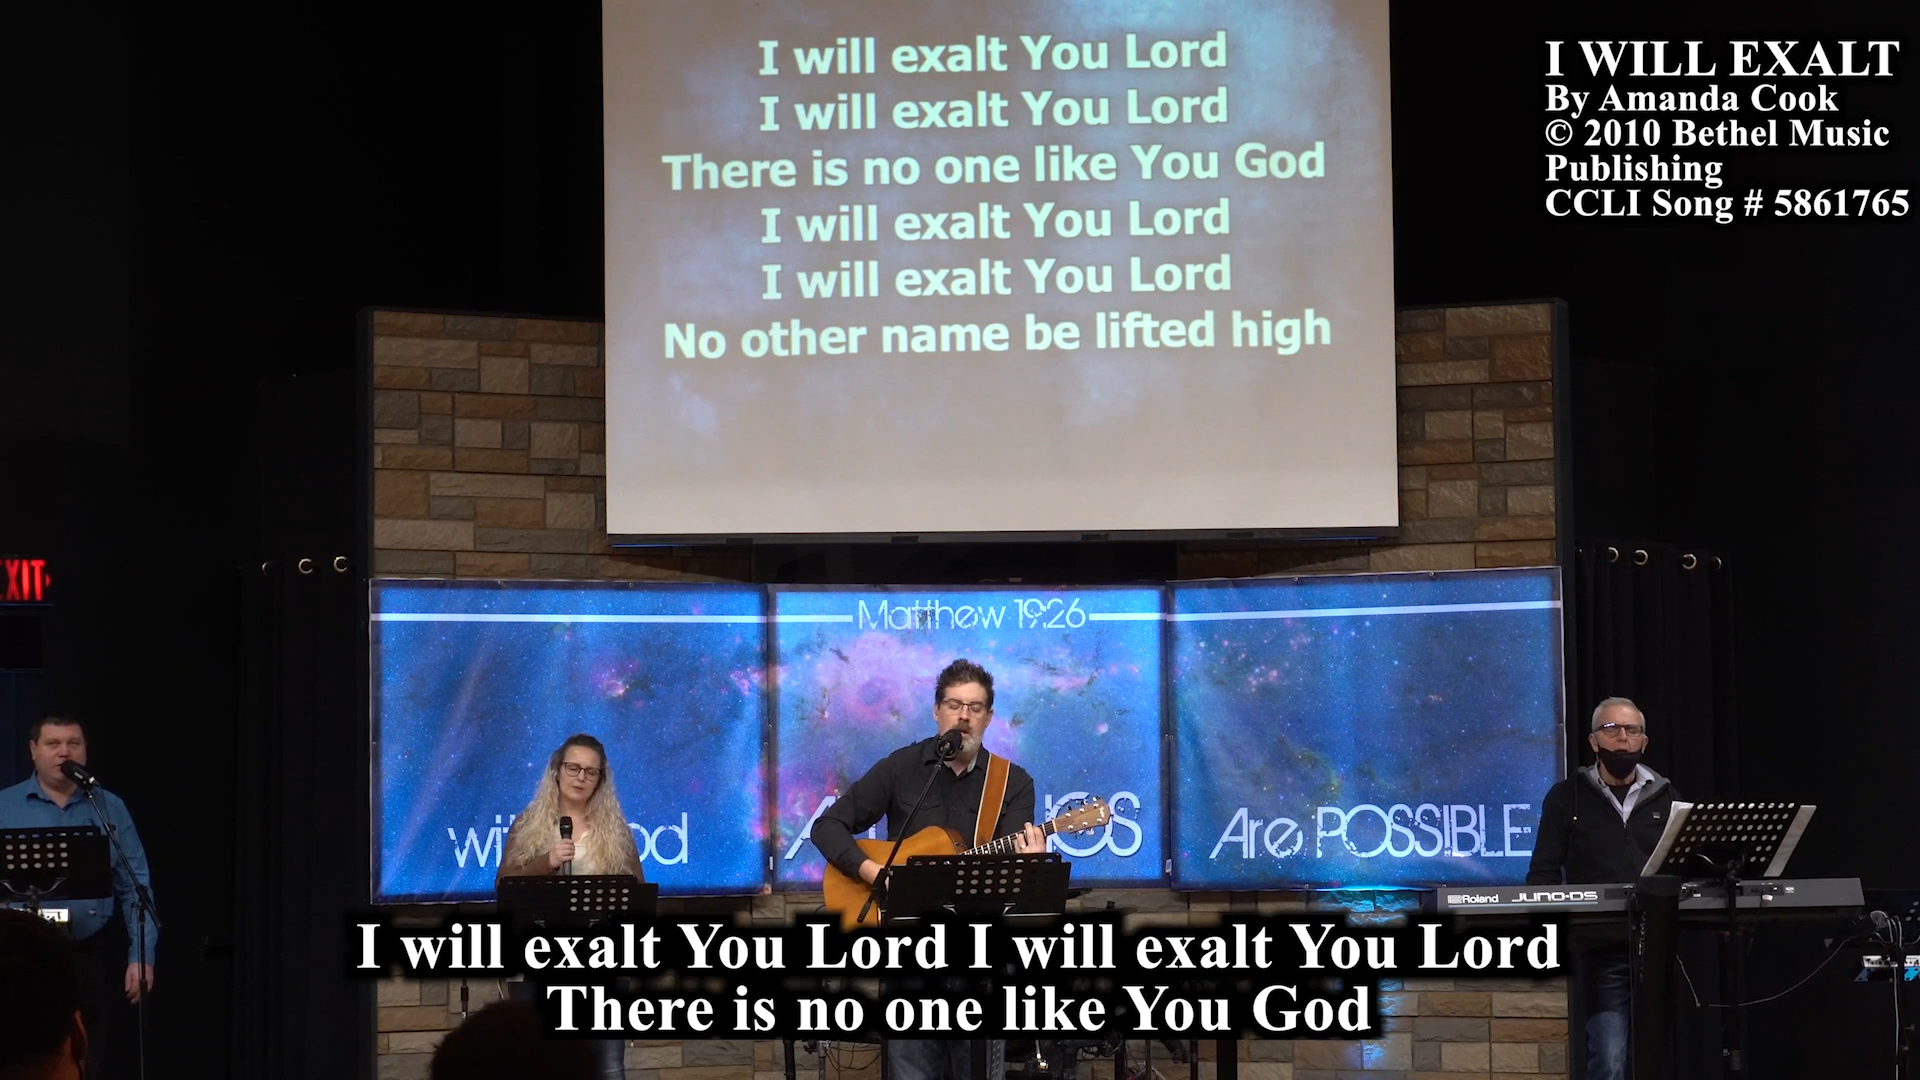 I will exalt You Lord
I will exalt You Lord
There is no one like You God
I will exalt You Lord
I will exalt You Lord
No other name be lifted high
I WILL EXALT
By Amanda Cook
© 2010 Bethel Music
Publishing
CCLI Song # 5861765
EXIT
Matthew 19:26
Are POSSIBLE
Roland JUNO-DS
I will exalt You Lord I will exalt You Lord
There is no one like You God